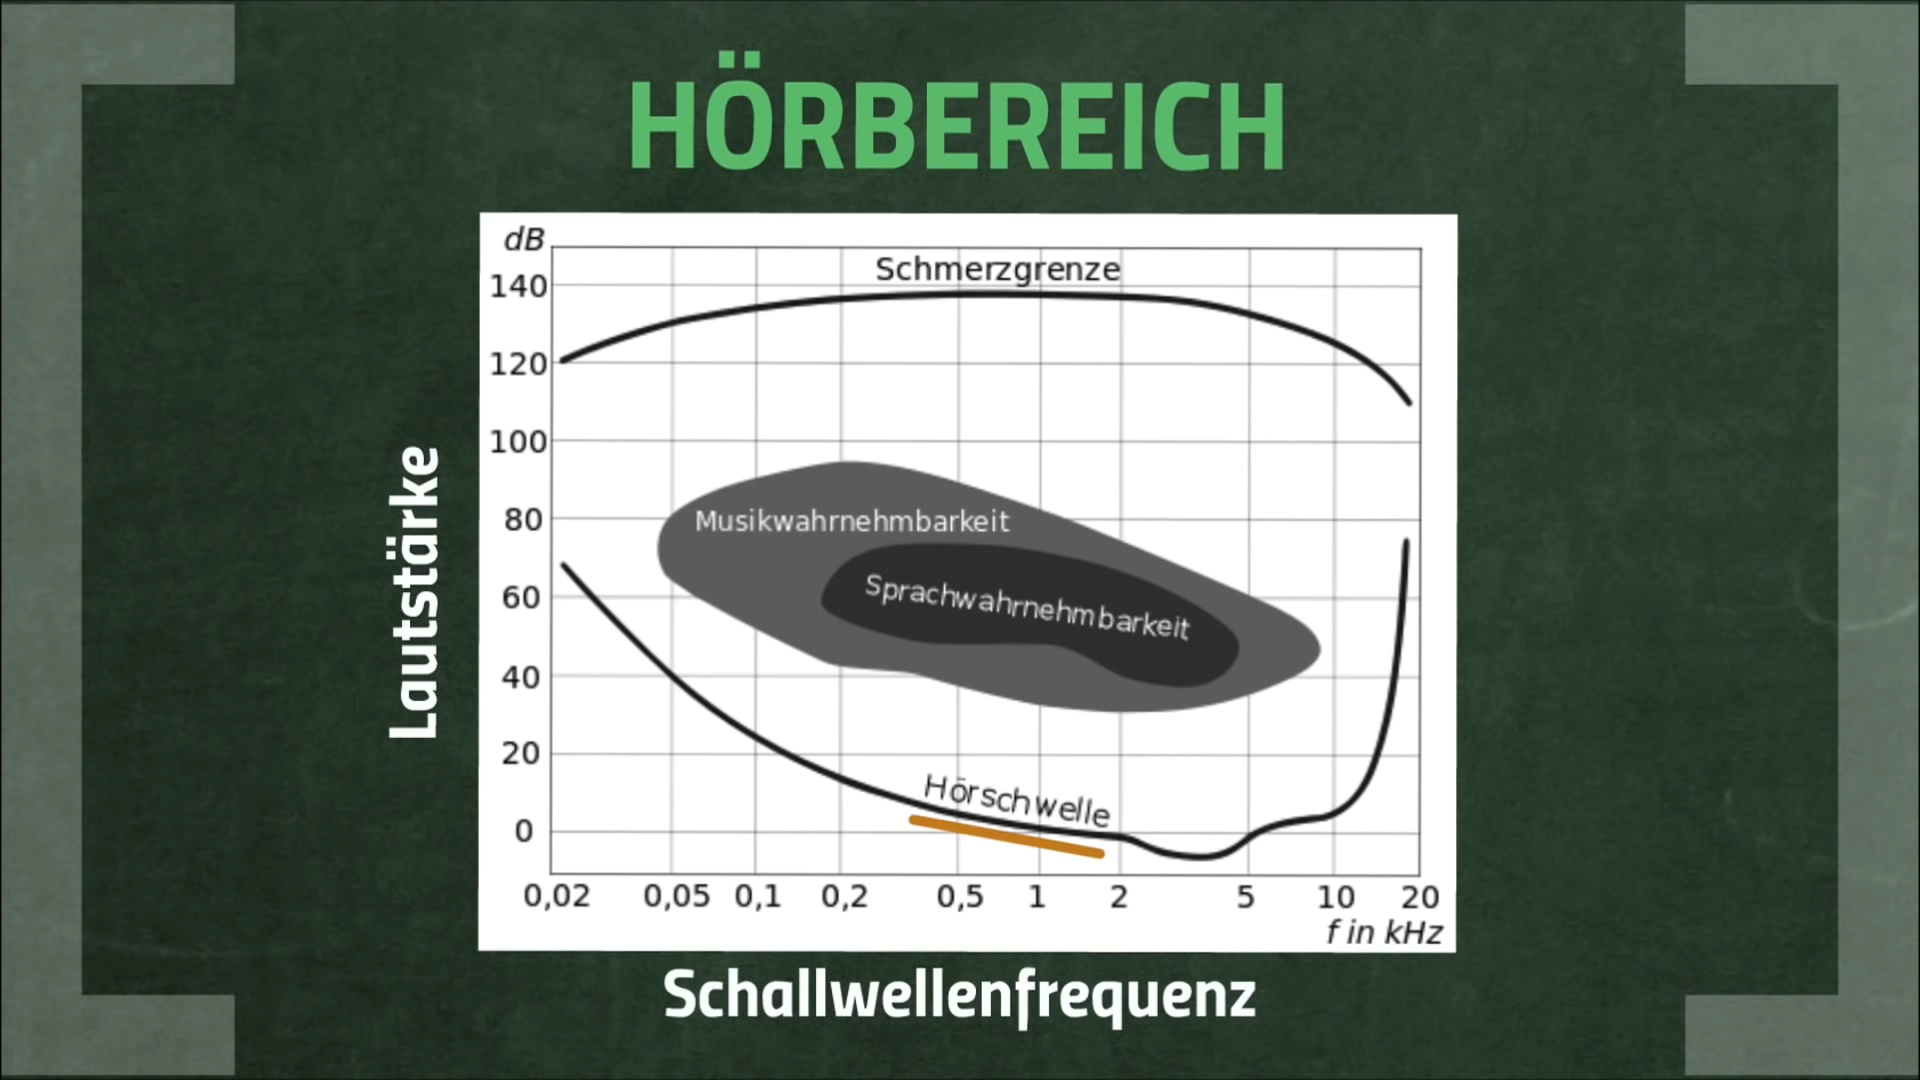 HÖRBEREICH
dB
Schmerzgrenze
140
120
100
80
60
40
20
0
Musikwahrnehmbarkeit
Sprachwahrnehmbarkeit
Hörschwelle
0,02 0,05 0,1 0,2 0,5 1 2 5 10 20
f in kHz
Lautstärke
Schallwellenfrequenz